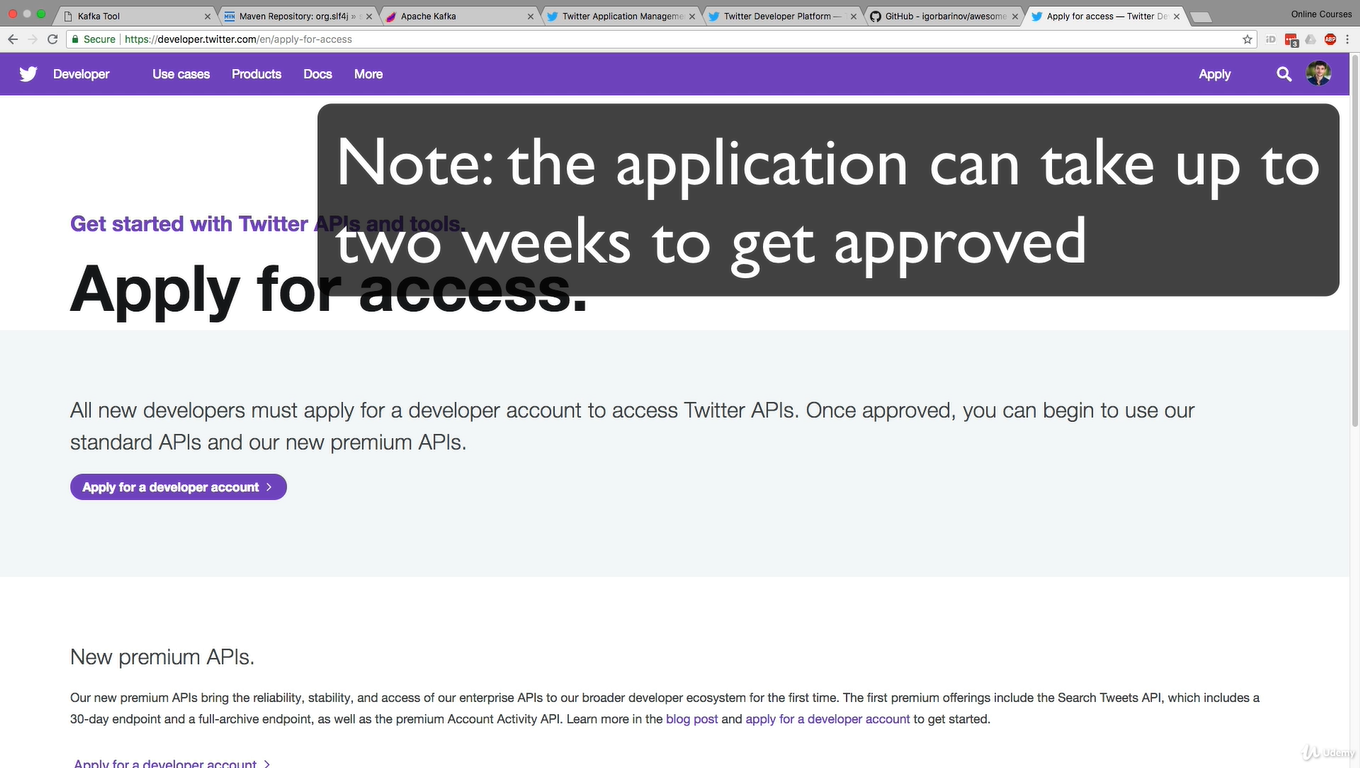 Kafka Tool
Maven Repository: org.slf4j »
Apache Kafka
Twitter Application Manageme
Twitter Developer Platform —
GitHub - igorbarinov/awesome
Apply for access — Twitter De
Online Courses
Secure
https://developer.twitter.com/en/apply-for-access
iD
3
ABP
Developer
Use cases
Products
Docs
More
Apply
Note: the application can take up to
two weeks to get approved
Get started with Twitter APIs and tools.
Apply for access.
All new developers must apply for a developer account to access Twitter APIs. Once approved, you can begin to use our
standard APIs and our new premium APIs.
Apply for a developer account
New premium APIs.
Our new premium APIs bring the reliability, stability, and access of our enterprise APIs to our broader developer ecosystem for the first time. The first premium offerings include the Search Tweets API, which includes a
30-day endpoint and a full-archive endpoint, as well as the premium Account Activity API. Learn more in the blog post and apply for a developer account to get started.
Apply for a developer account
Udemy